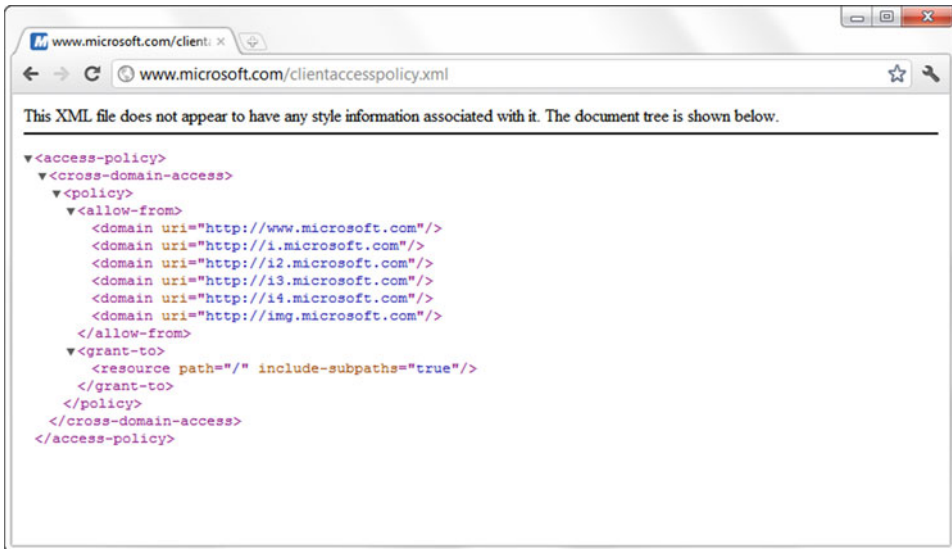 www.microsoft.com/client
www.microsoft.com/clientaccesspolicy.xml
This XML file does not appear to have any style information associated with it. The document tree is shown below.
▼<access-policy>
▼<cross-domain-access>
▼<policy>
▼<allow-from>
<domain uri="http://www.microsoft.com"/>
<domain uri="http://i.microsoft.com"/>
<domain uri="http://i2.microsoft.com"/>
<domain uri="http://i3.microsoft.com"/>
<domain uri="http://i4.microsoft.com"/>
<domain uri="http://img.microsoft.com"/>
</allow-from>
▼<grant-to>
<resource path="/" include-subpaths="true"/>
</grant-to>
</policy>
</cross-domain-access>
</access-policy>